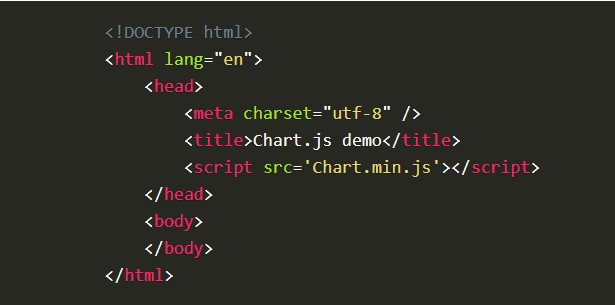 <!DOCTYPE html>
<html lang="en">
    <head>
        <meta charset="utf-8" />
        <title>Chart.js demo</title>
        <script src='Chart.min.js'></script>
    </head>
    <body>
    </body>
</html>